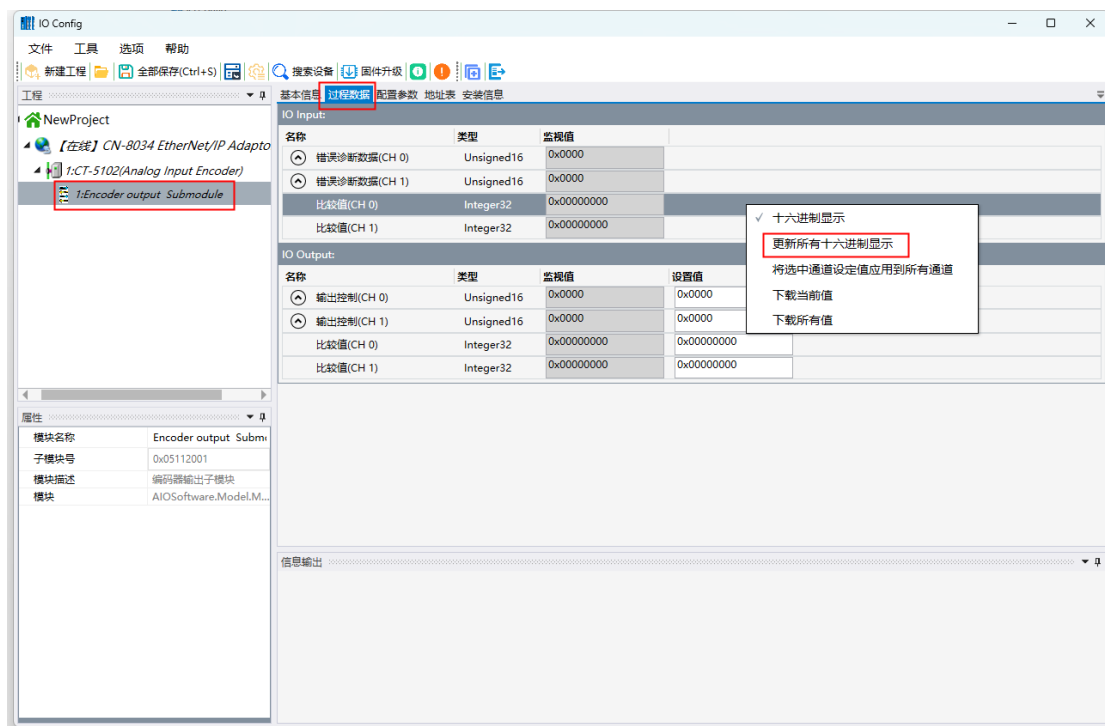 IO Config
文件 工具 选项 帮助
新建工程 全部保存(Ctrl+S) 搜索设备 固件升级
工程
基本信息 过程数据 配置参数 地址表 安装信息
NewProject
【在线】CN-8034 EtherNet/IP Adapto
1:CT-5102(Analog Input Encoder)
1:Encoder output Submodule
IO Input:
名称 类型 监视值
错误诊断数据(CH 0) Unsigned16 0x0000
错误诊断数据(CH 1) Unsigned16 0x0000
比较值(CH 0) Integer32 0x00000000
比较值(CH 1) Integer32 0x00000000
✓ 十六进制显示
更新所有十六进制显示
将选中通道设定值应用到所有通道
下载当前值
下载所有值
IO Output:
名称 类型 监视值 设置值
输出控制(CH 0) Unsigned16 0x0000 0x0000
输出控制(CH 1) Unsigned16 0x0000 0x0000
比较值(CH 0) Integer32 0x00000000 0x00000000
比较值(CH 1) Integer32 0x00000000 0x00000000
属性
模块名称 Encoder output Subm
子模块号 0x05112001
模块描述 编码器输出子模块
模块 AIOSoftware.Model.M...
信息输出